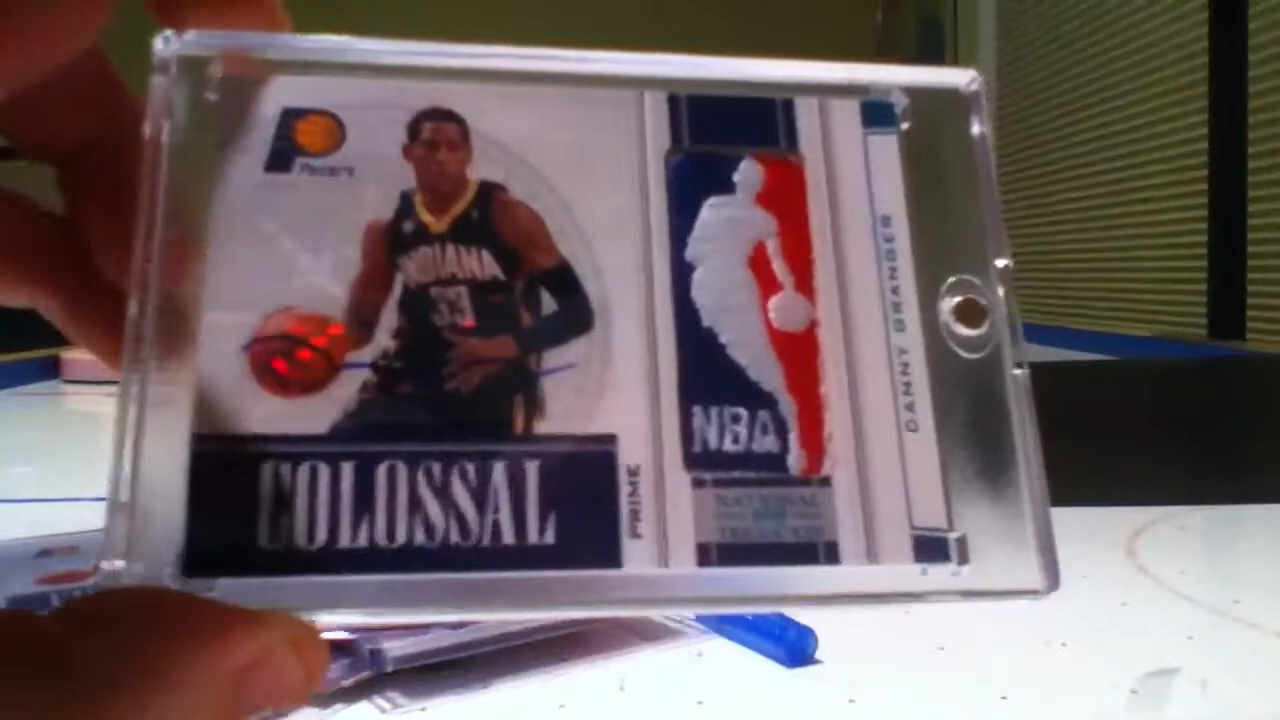 Pacers
INDIANA
33
COLOSSAL
PRIME
NBA
NATIONAL
TREASURES
DANNY GRANGER